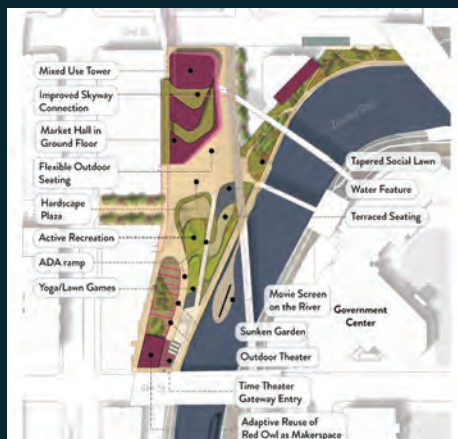 Mixed Use Tower
Improved Skyway
Connection
Market Hall in
Ground Floor
Flexible Outdoor
Seating
Hardscape
Plaza
Active Recreation
ADA ramp
Yoga/Lawn Games
Tapered Social Lawn
Water Feature
Terraced Seating
Movie Screen
on the River
Government
Center
Sunken Garden
Outdoor Theater
Time Theater
Gateway Entry
Adaptive Reuse of
Red Owl as Makerspace